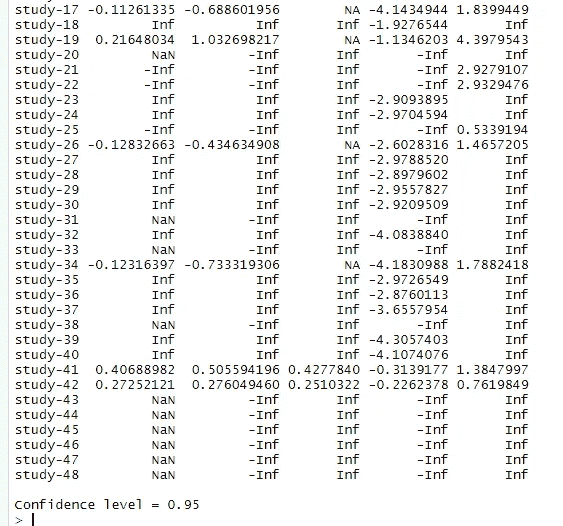 study-17 -0.11261335 -0.688601956 NA -4.1434944 1.8399449
study-18 Inf Inf Inf -1.9276544 Inf
study-19 0.21648034 1.032698217 NA -1.1346203 4.3979543
study-20 NaN -Inf Inf -Inf Inf
study-21 -Inf -Inf Inf -Inf 2.9279107
study-22 -Inf -Inf Inf -Inf 2.9329476
study-23 Inf Inf Inf -2.9093895 Inf
study-24 Inf Inf Inf -2.9704594 Inf
study-25 -Inf -Inf Inf -Inf 0.5339194
study-26 -0.12832663 -0.434634908 NA -2.6028316 1.4657205
study-27 Inf Inf Inf -2.9788520 Inf
study-28 Inf Inf Inf -2.8979602 Inf
study-29 Inf Inf Inf -2.9557827 Inf
study-30 Inf Inf Inf -2.9209509 Inf
study-31 NaN -Inf Inf -Inf Inf
study-32 Inf Inf Inf -4.0838840 Inf
study-33 NaN -Inf Inf -Inf Inf
study-34 -0.12316397 -0.733319306 NA -4.1830988 1.7882418
study-35 Inf Inf Inf -2.9726549 Inf
study-36 Inf Inf Inf -2.8760113 Inf
study-37 Inf Inf Inf -3.6557954 Inf
study-38 NaN -Inf Inf -Inf Inf
study-39 Inf Inf Inf -4.3057403 Inf
study-40 Inf Inf Inf -4.1074076 Inf
study-41 0.40688982 0.505594196 0.4277840 -0.3139177 1.3847997
study-42 0.27252121 0.276049460 0.2510322 -0.2262378 0.7619849
study-43 NaN -Inf Inf -Inf Inf
study-44 NaN -Inf Inf -Inf Inf
study-45 NaN -Inf Inf -Inf Inf
study-46 NaN -Inf Inf -Inf Inf
study-47 NaN -Inf Inf -Inf Inf
study-48 NaN -Inf Inf -Inf Inf
Confidence level = 0.95
>